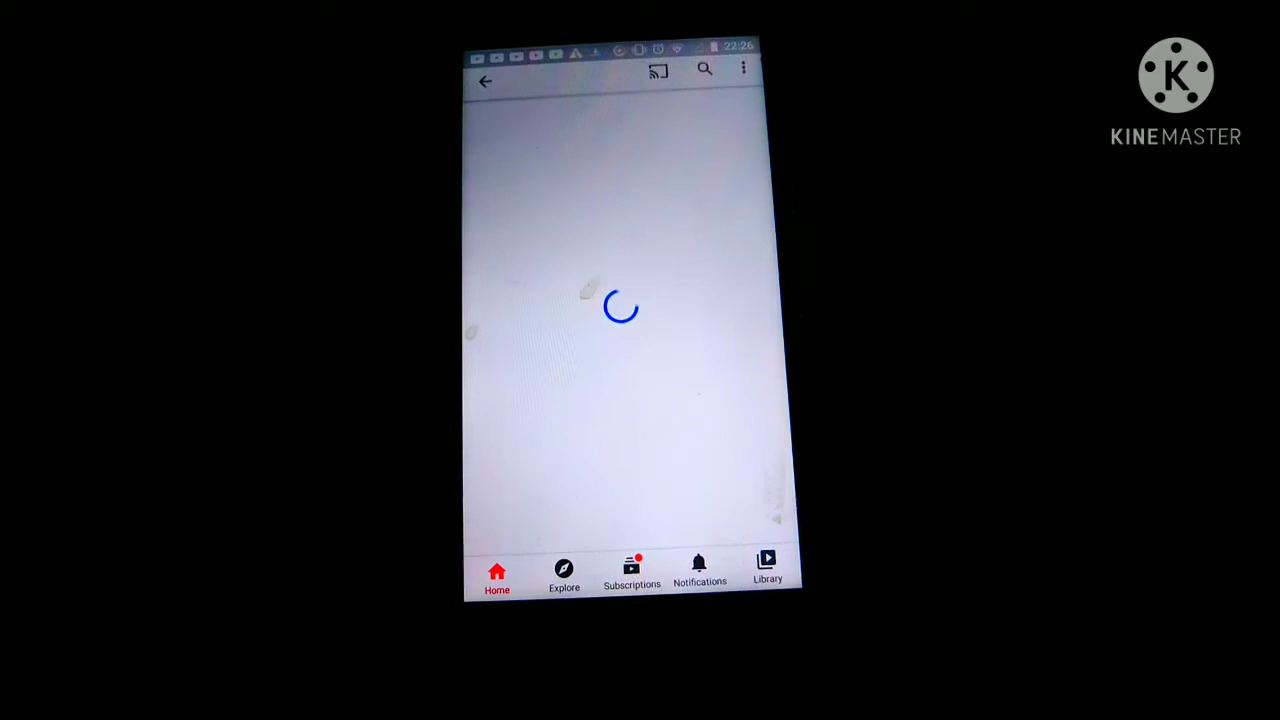 22:26
K
KINEMASTER
Home
Explore
Subscriptions
Notifications
Library